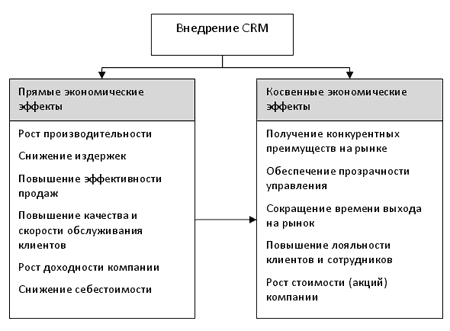 Внедрение CRM
Прямые экономические
эффекты
Рост производительности
Снижение издержек
Повышение эффективности
продаж
Повышение качества и
скорости обслуживания
клиентов
Рост доходности компании
Снижение себестоимости
Косвенные экономические
эффекты
Получение конкурентных
преимуществ на рынке
Обеспечение прозрачности
управления
Сокращение времени выхода
на рынок
Повышение лояльности
клиентов и сотрудников
Рост стоимости (акций)
компании